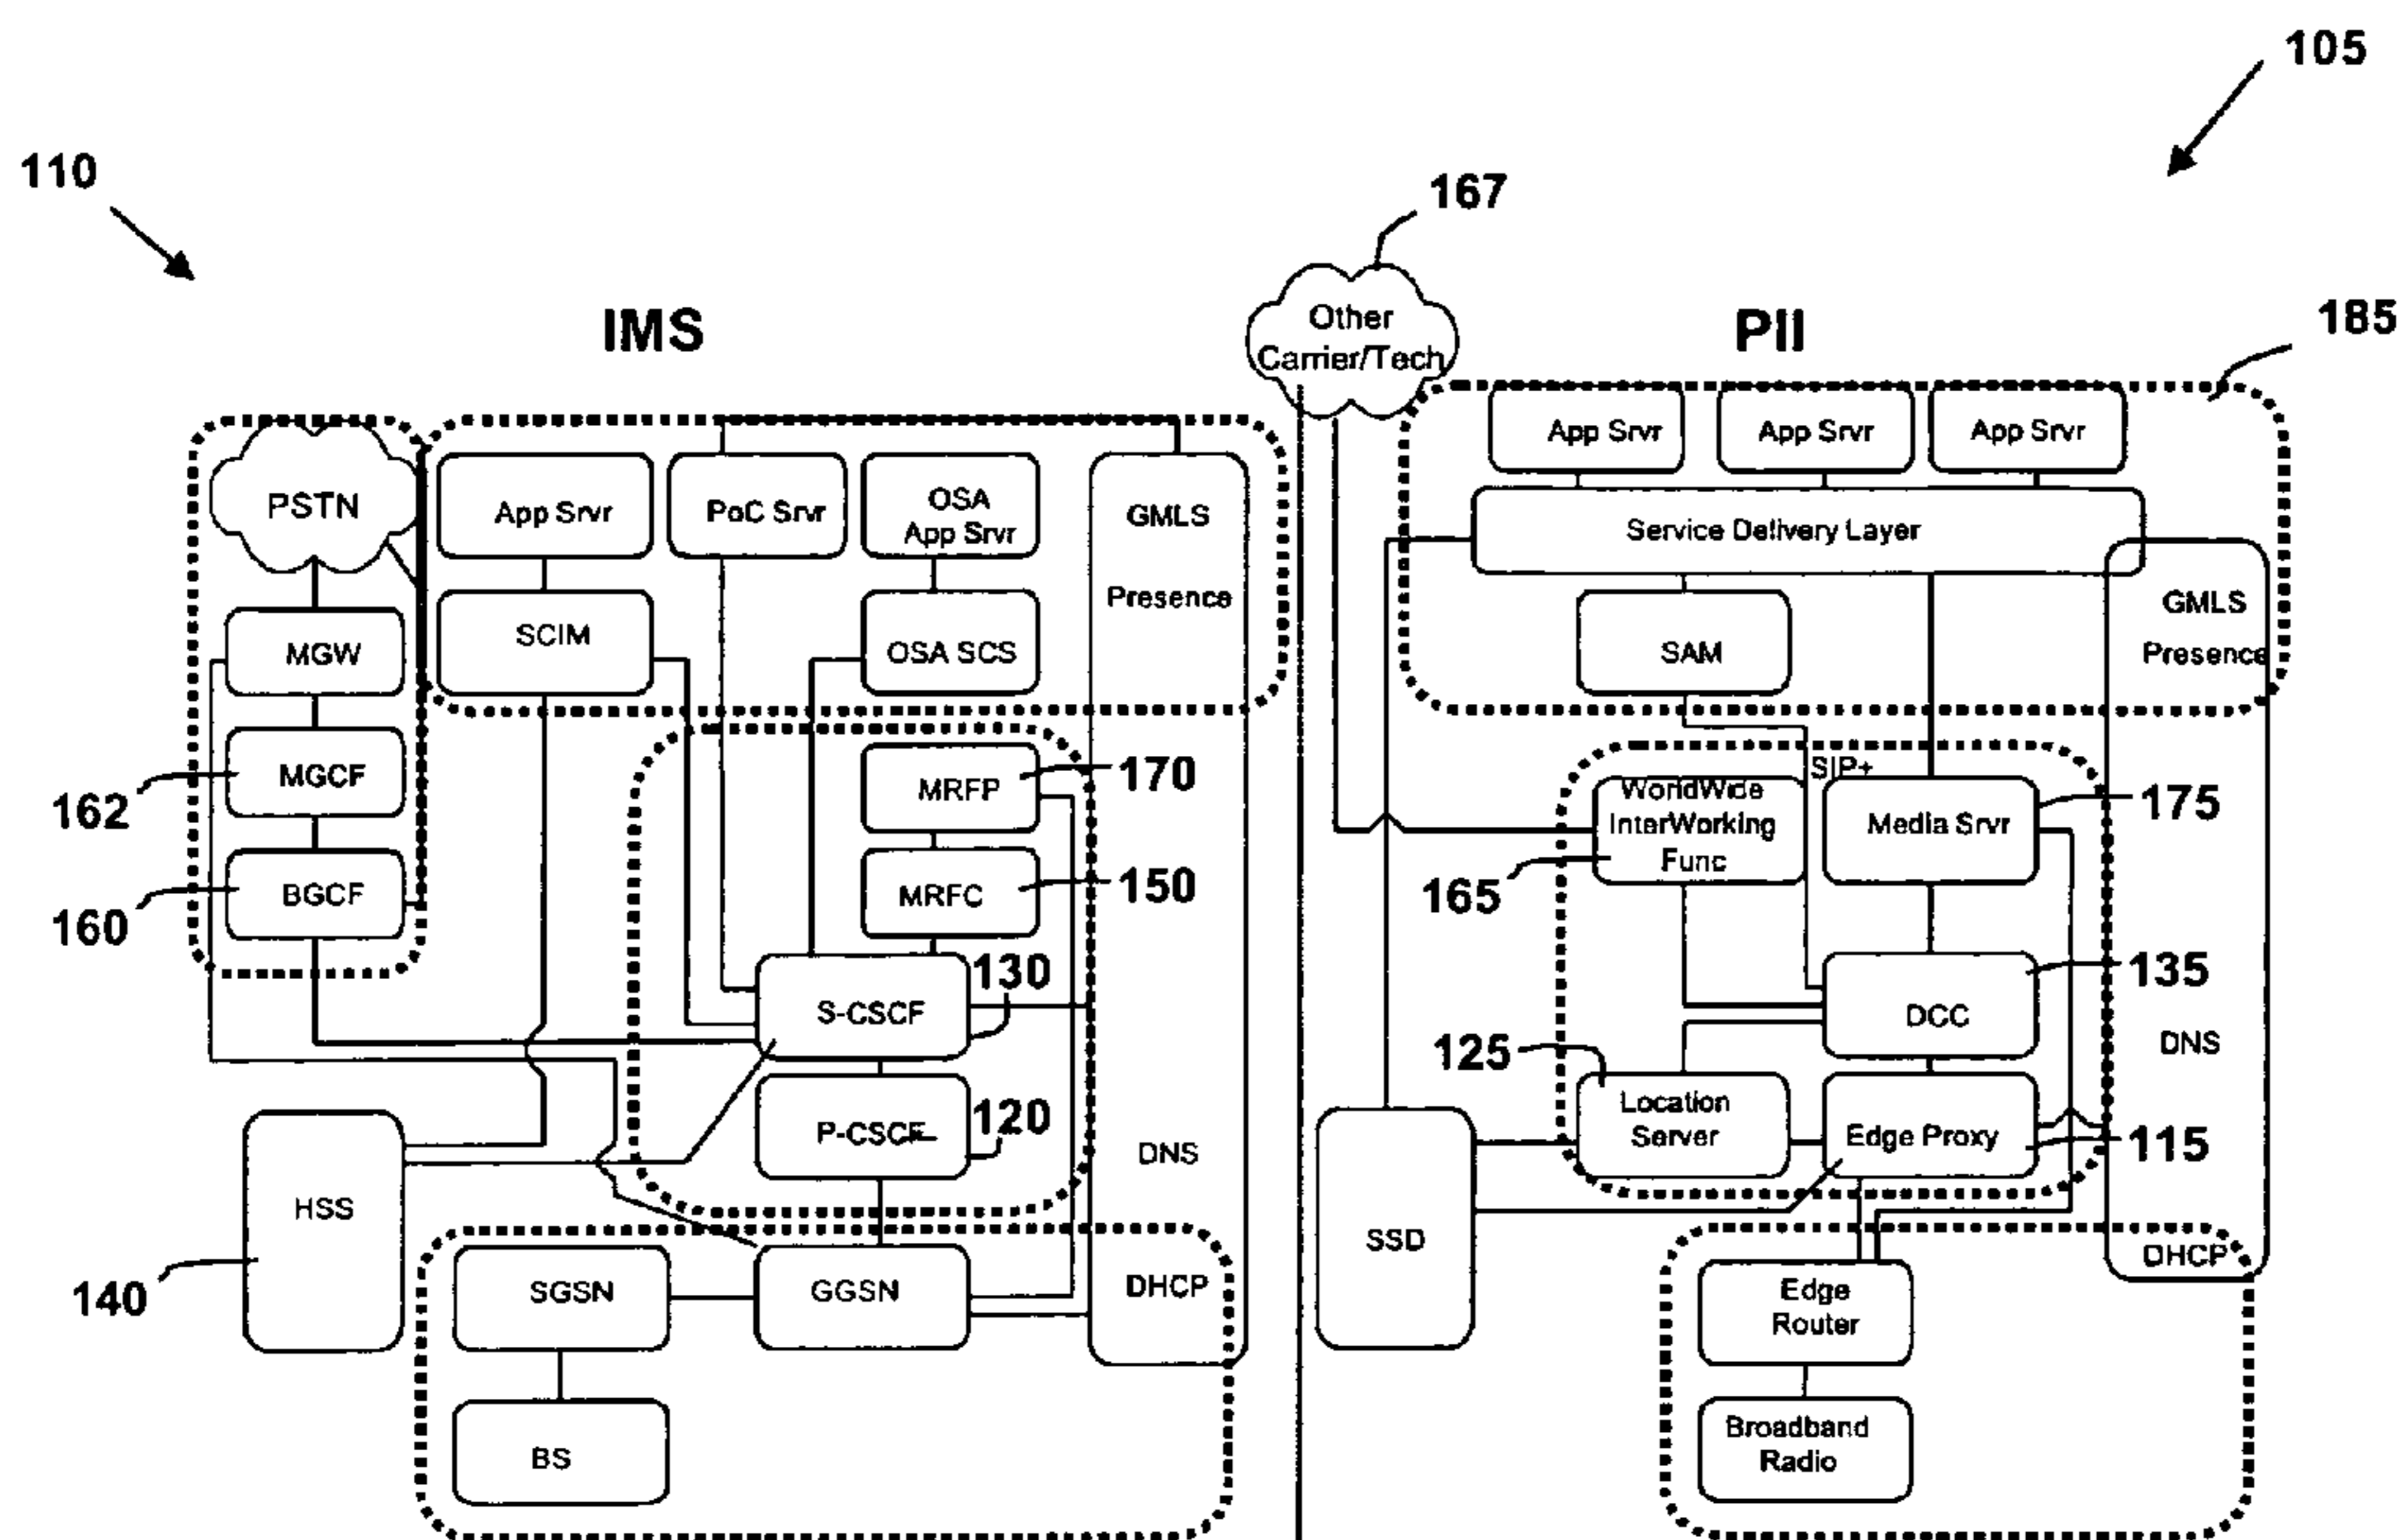 105
110
167
IMS
Other
Carrier/Tech
PII
185
PSTN
App Srvr
PoC Srvr
OSA
App Srvr
GMLS
Presence
App Srvr
App Srvr
App Srvr
Service Delivery Layer
GMLS
Presence
MGW
SCIM
OSA SCS
SAM
MGCF
162
MRFP
170
SIP+
WorldWide
InterWorking
Func
165
Media Srvr
175
BGCF
160
MRFC
150
S-CSCF
130
DCC
135
DNS
125
Location
Server
Edge Proxy
115
P-CSCF
120
DNS
HSS
140
SSD
SGSN
GGSN
DHCP
DHCP
Edge
Router
BS
Broadband
Radio